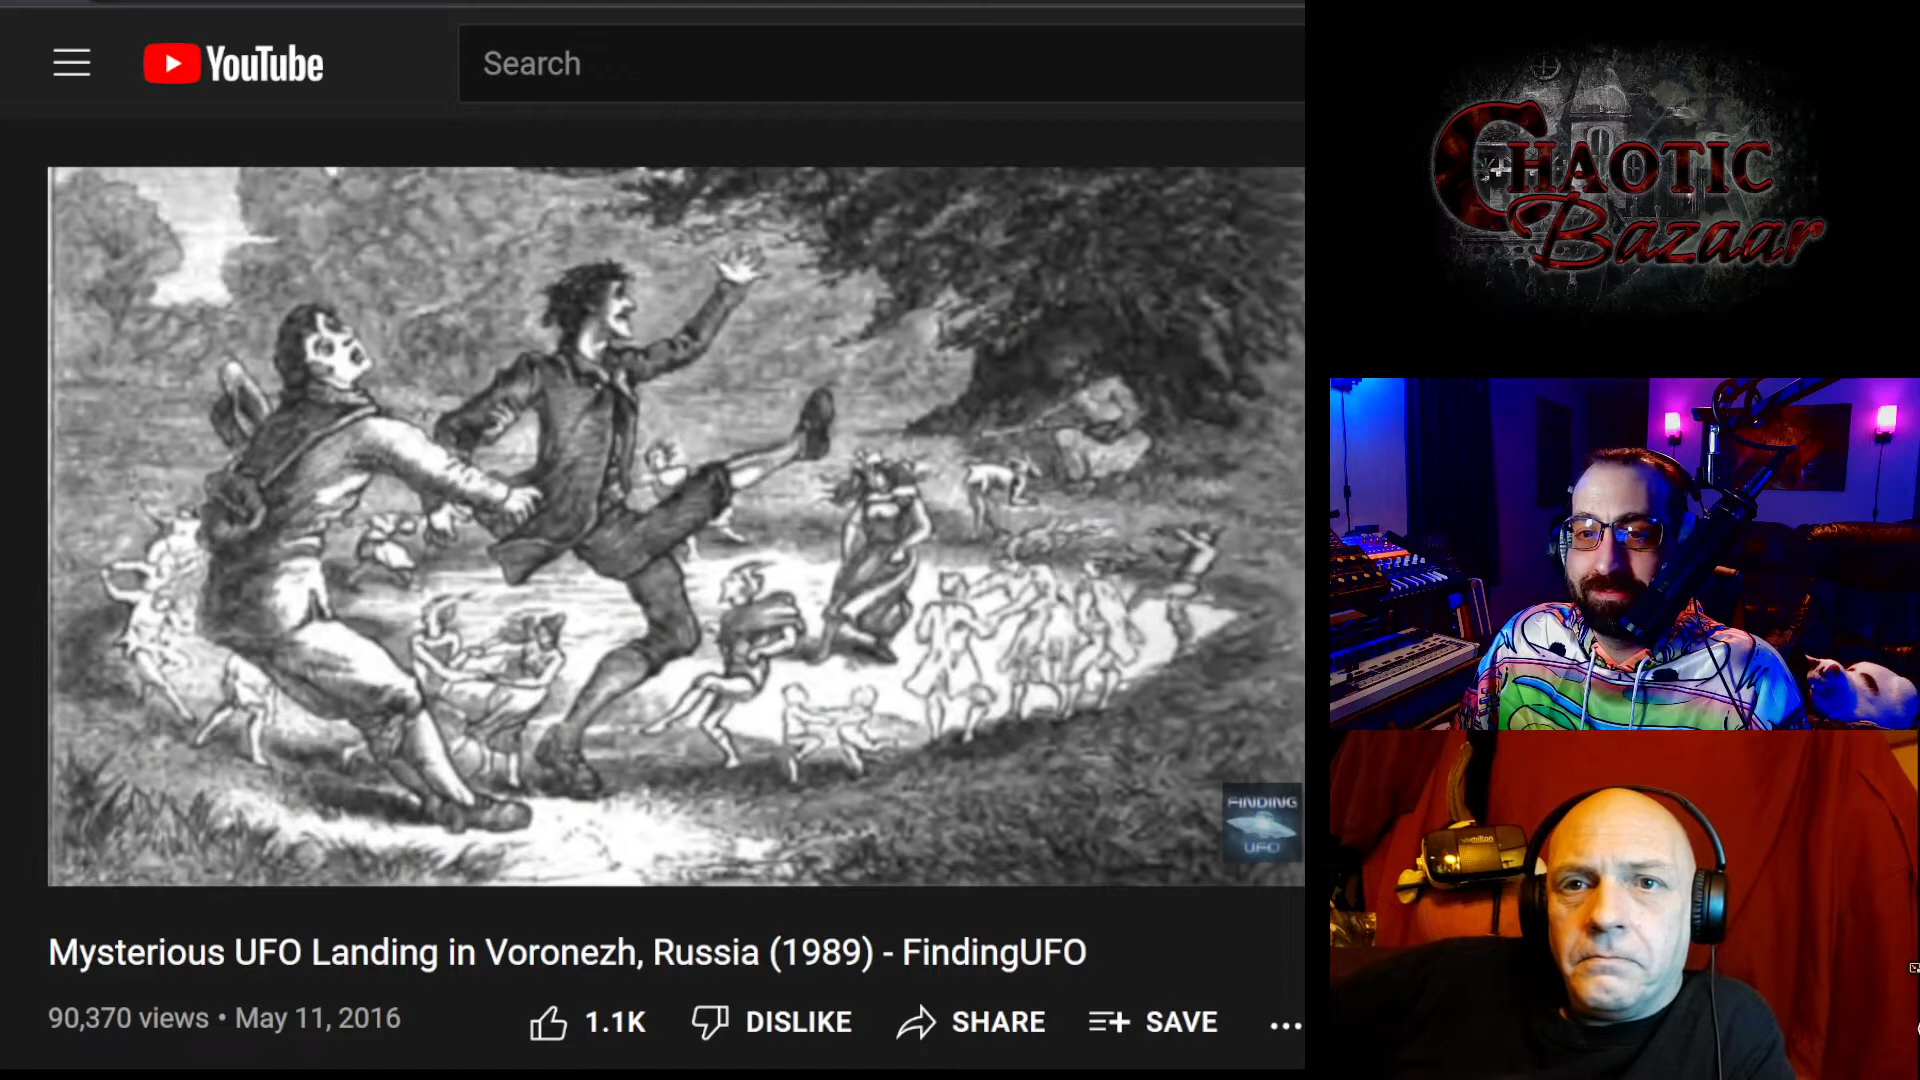 YouTube
Search
CHAOTIC
Bazaar
FINDING
UFO
Mysterious UFO Landing in Voronezh, Russia (1989) - FindingUFO
90,370 views • May 11, 2016
1.1K
DISLIKE
SHARE
SAVE